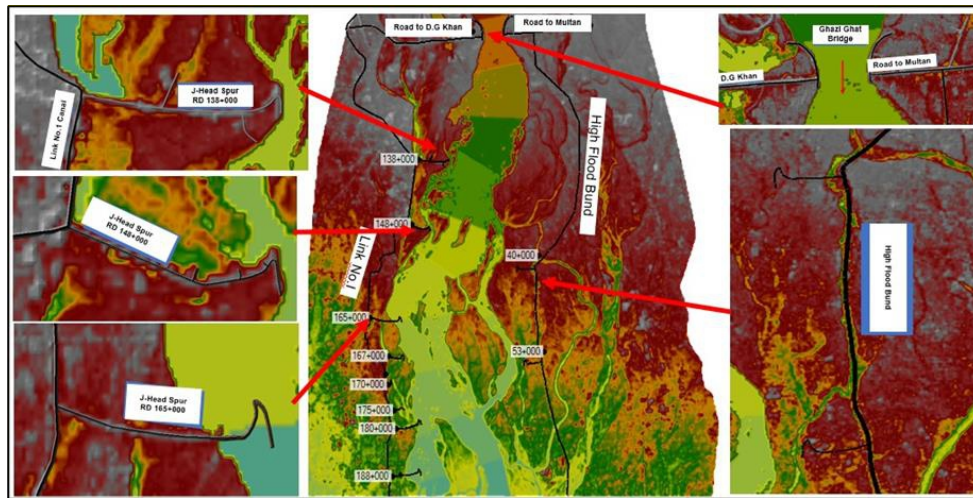 Link No.1 Canal
J-Head Spur
RD 138+000
J-Head Spur
RD 148+000
J-Head Spur
RD 165+000
Road to D.G Khan
Road to Multan
138+000
148+000
Link No.I
165+000
167+000
170+000
175+000
180+000
188+000
High Flood Bund
40+000
53+000
Ghazi Ghat
Bridge
D.G Khan
Road to Multan
High Flood Bund